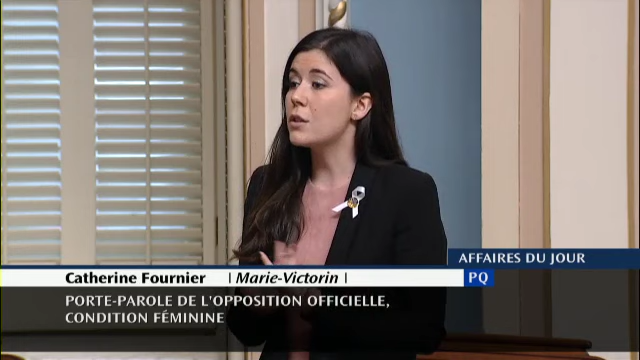 AFFAIRES DU JOUR
Catherine Fournier | Marie-Victorin | PQ
PORTE-PAROLE DE L'OPPOSITION OFFICIELLE,
CONDITION FÉMININE